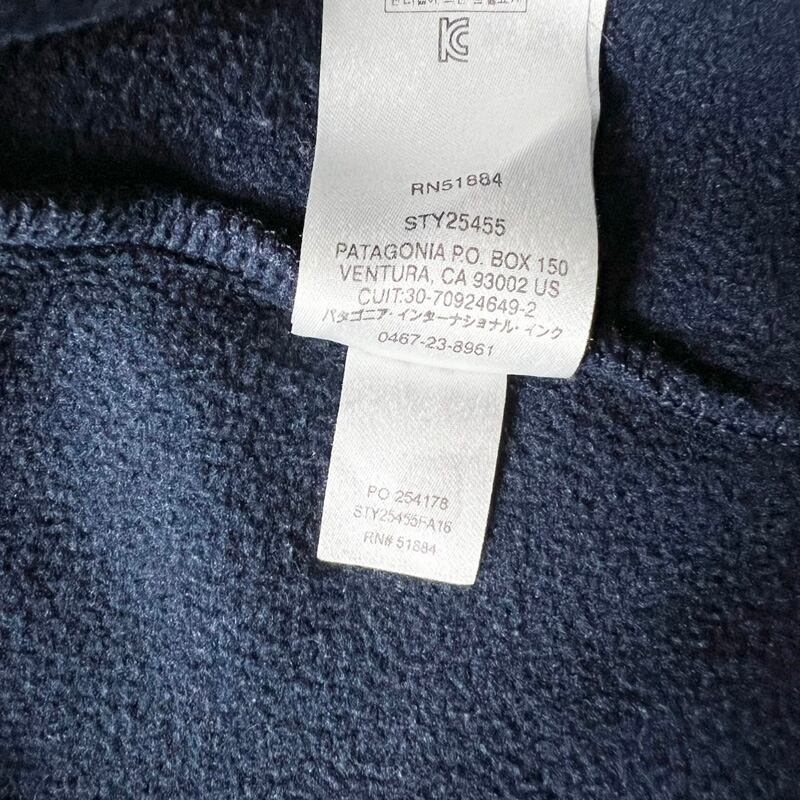 RN51884
STY25455
PATAGONIA P.O. BOX 150
VENTURA, CA 93002 US
CUIT:30-70924649-2
パタゴニア・インターナショナル・インク
0467-23-8961
PO 254178
STY25455FA16
RN# 51884